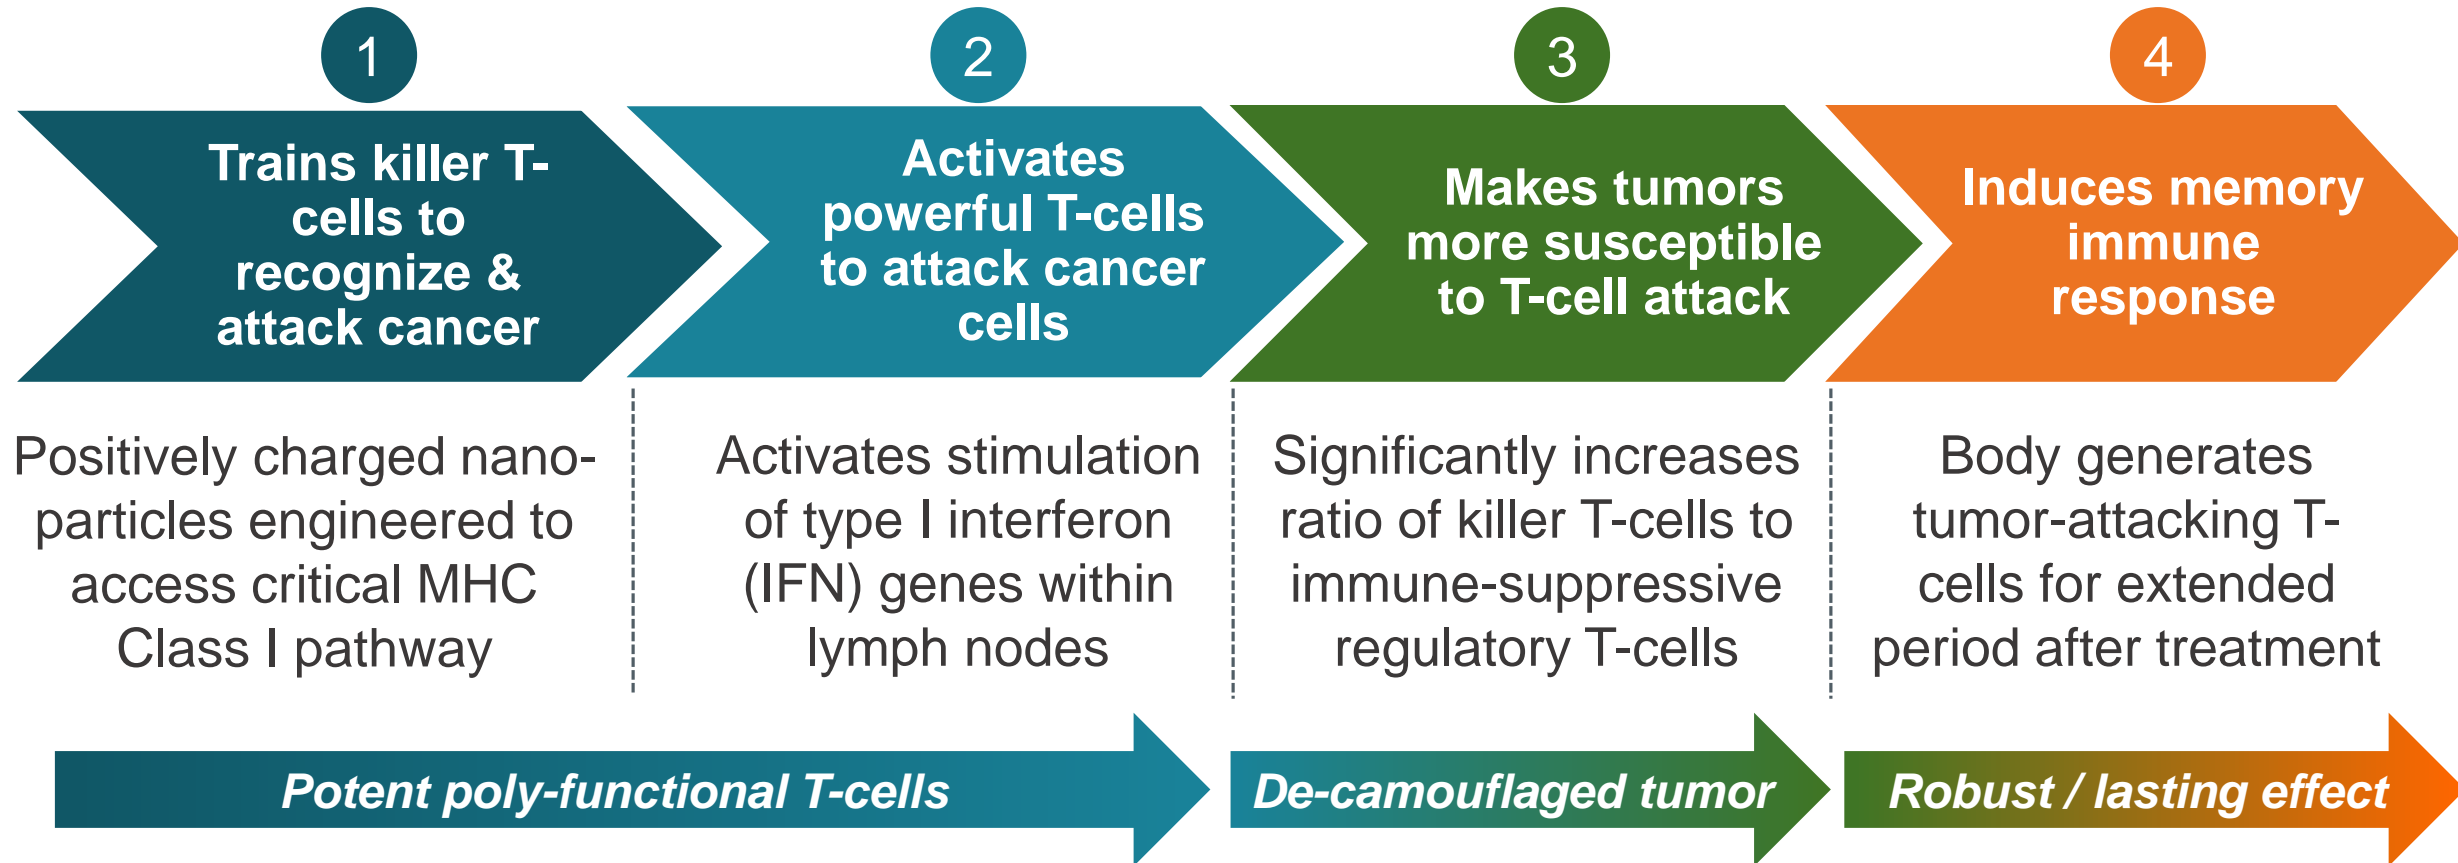 1
Trains killer T-
cells to
recognize &
attack cancer
2
Activates
powerful T-cells
to attack cancer
cells
3
Makes tumors
more susceptible
to T-cell attack
4
Induces memory
immune
response
Positively charged nano-
particles engineered to
access critical MHC
Class I pathway
Activates stimulation
of type I interferon
(IFN) genes within
lymph nodes
Significantly increases
ratio of killer T-cells to
immune-suppressive
regulatory T-cells
Body generates
tumor-attacking T-
cells for extended
period after treatment
Potent poly-functional T-cells
De-camouflaged tumor
Robust / lasting effect